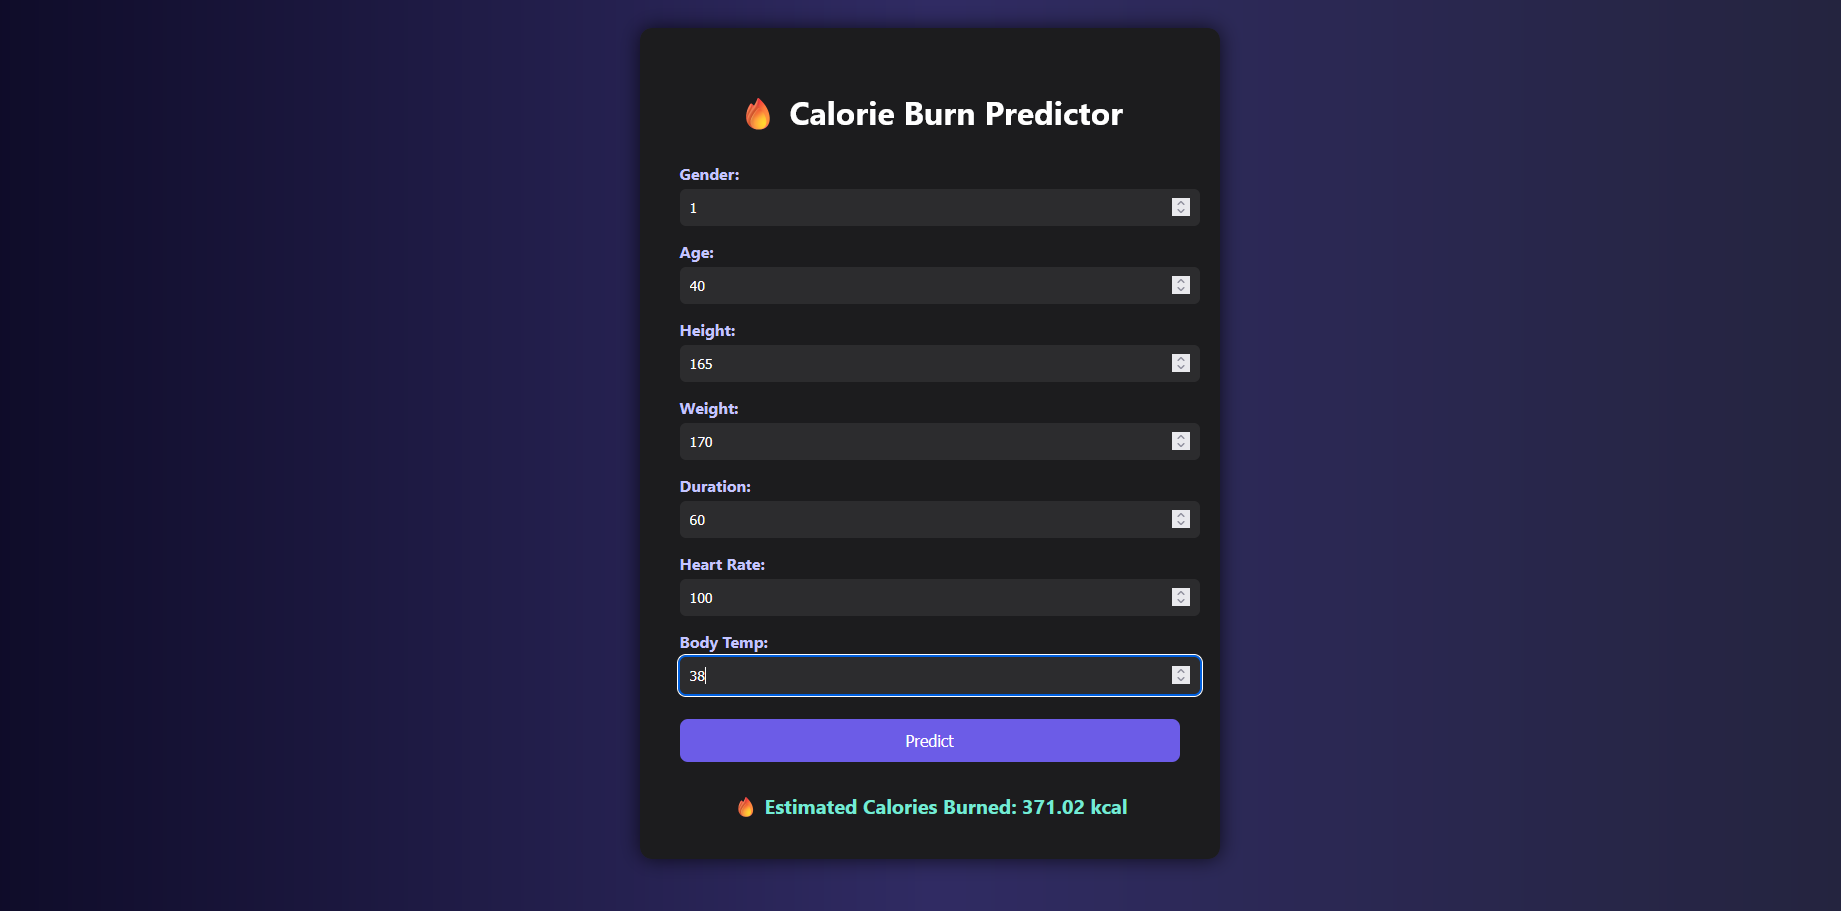 🔥 Calorie Burn Predictor
Gender:
1
Age:
40
Height:
165
Weight:
170
Duration:
60
Heart Rate:
100
Body Temp:
38
Predict
🔥 Estimated Calories Burned: 371.02 kcal